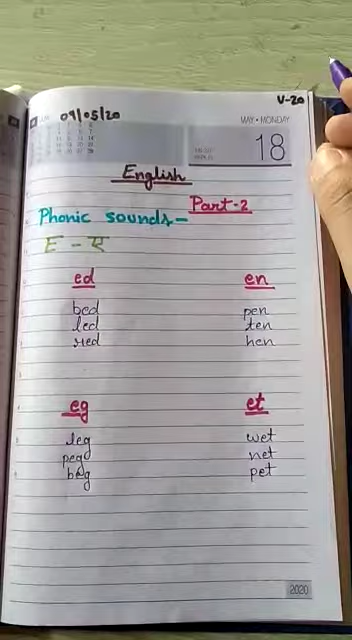 V-20
09/05/20
MAY • MONDAY
18
English
Part-2
Phonic sounds-
E - ए
ed
bed
led
red
en
pen
ten
hen
eg
leg
peg
beg
et
wet
net
pet
2020